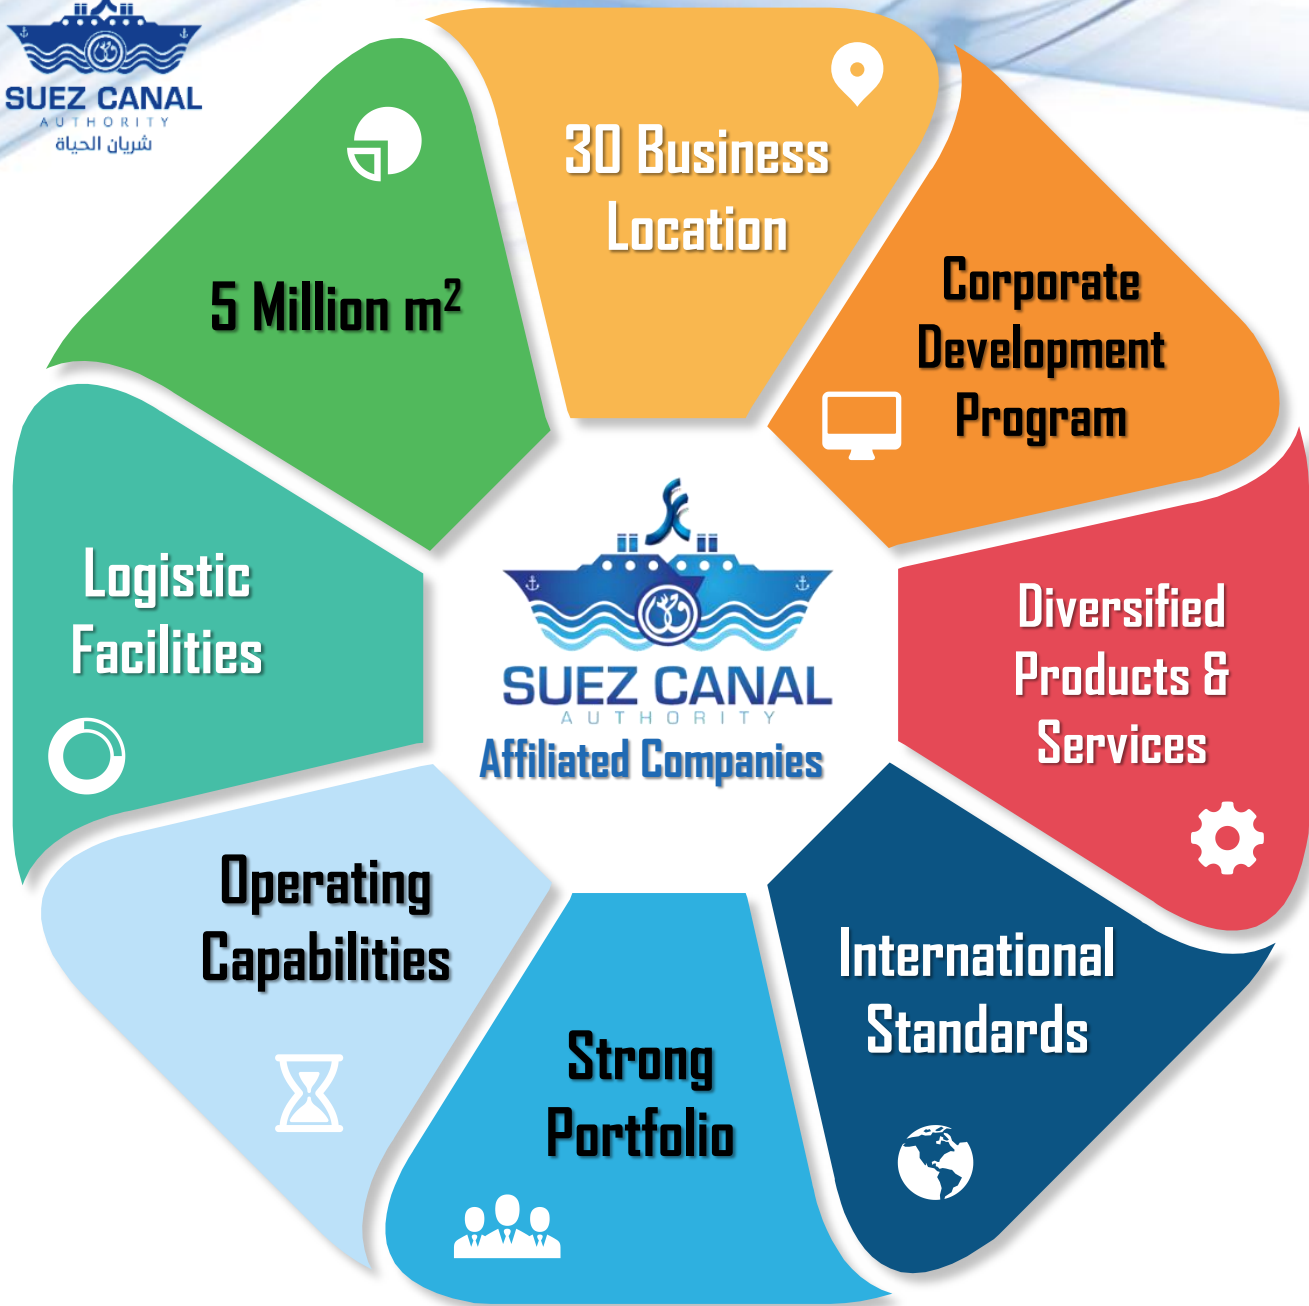 SUEZ CANAL
AUTHORITY
شريان الحياة
30 Business
Location
Corporate
Development
Program
Diversified
Products &
Services
International
Standards
Strong
Portfolio
Operating
Capabilities
Logistic
Facilities
5 Million m²
SUEZ CANAL
AUTHORITY
Affiliated Companies